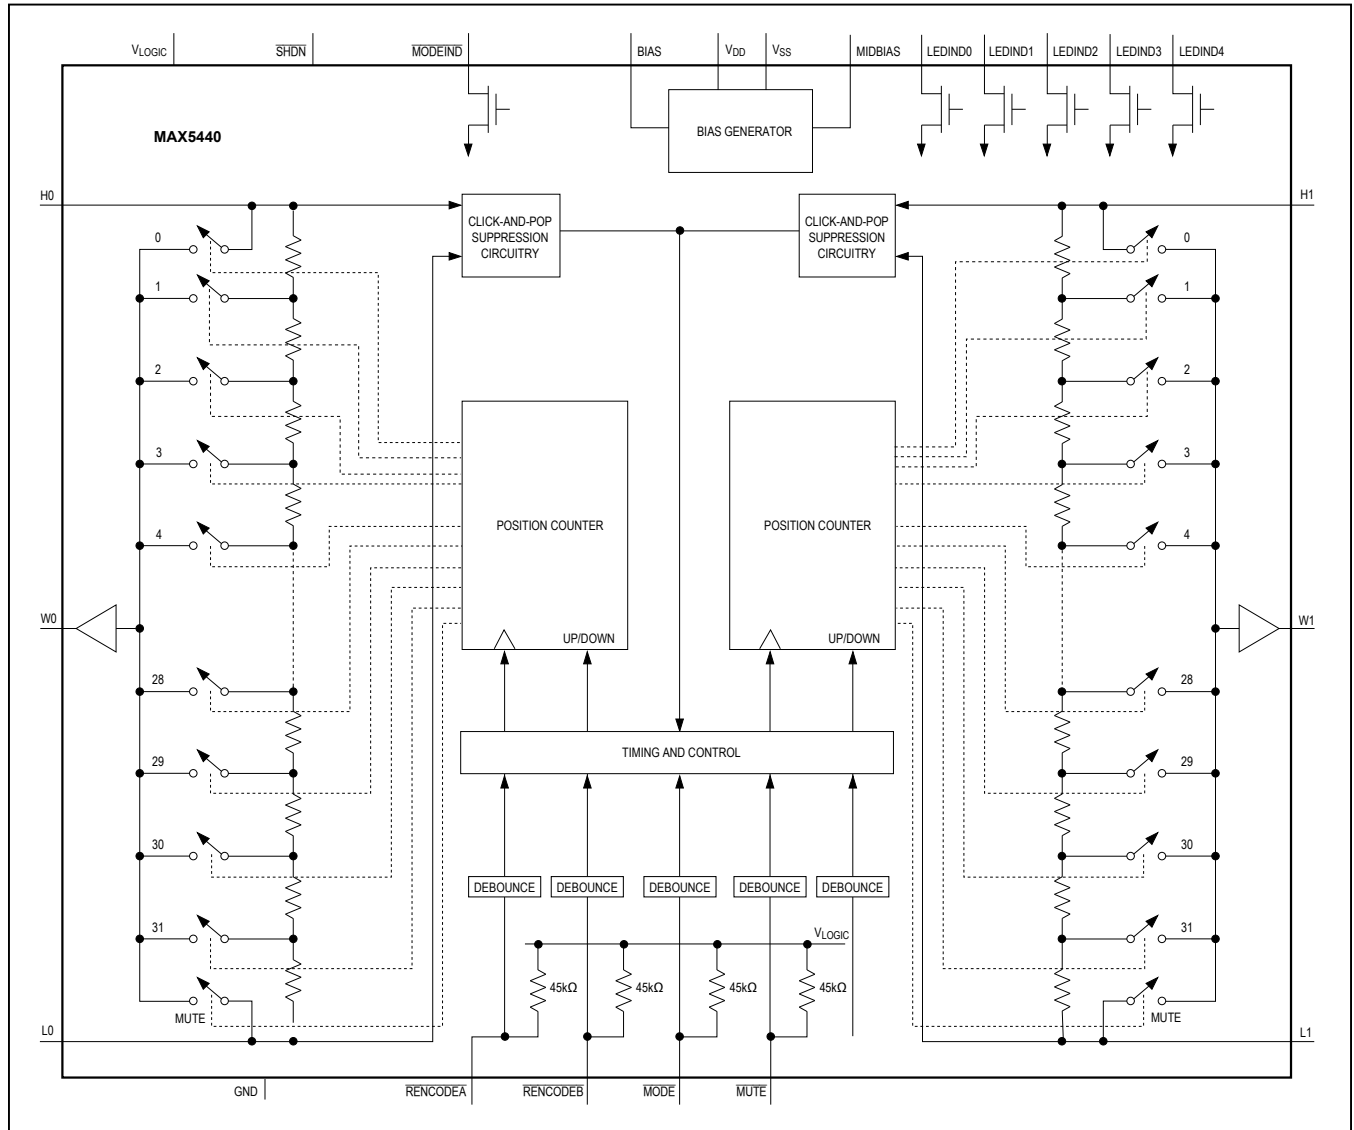 VLOGIC SHDN MODEIND BIAS VDD VSS MIDBIAS LEDIND0 LEDIND1 LEDIND2 LEDIND3 LEDIND4
MAX5440
BIAS GENERATOR
H0
H1
CLICK-AND-POP
SUPPRESSION
CIRCUITRY
CLICK-AND-POP
SUPPRESSION
CIRCUITRY
0
0
1
1
2
2
3
3
4
4
POSITION COUNTER
POSITION COUNTER
W0
W1
UP/DOWN
UP/DOWN
28
28
TIMING AND CONTROL
29
29
30
30
DEBOUNCE DEBOUNCE DEBOUNCE DEBOUNCE DEBOUNCE
31
31
VLOGIC
45kΩ 45kΩ 45kΩ 45kΩ
MUTE
MUTE
L0
L1
GND RENCODEA RENCODEB MODE MUTE